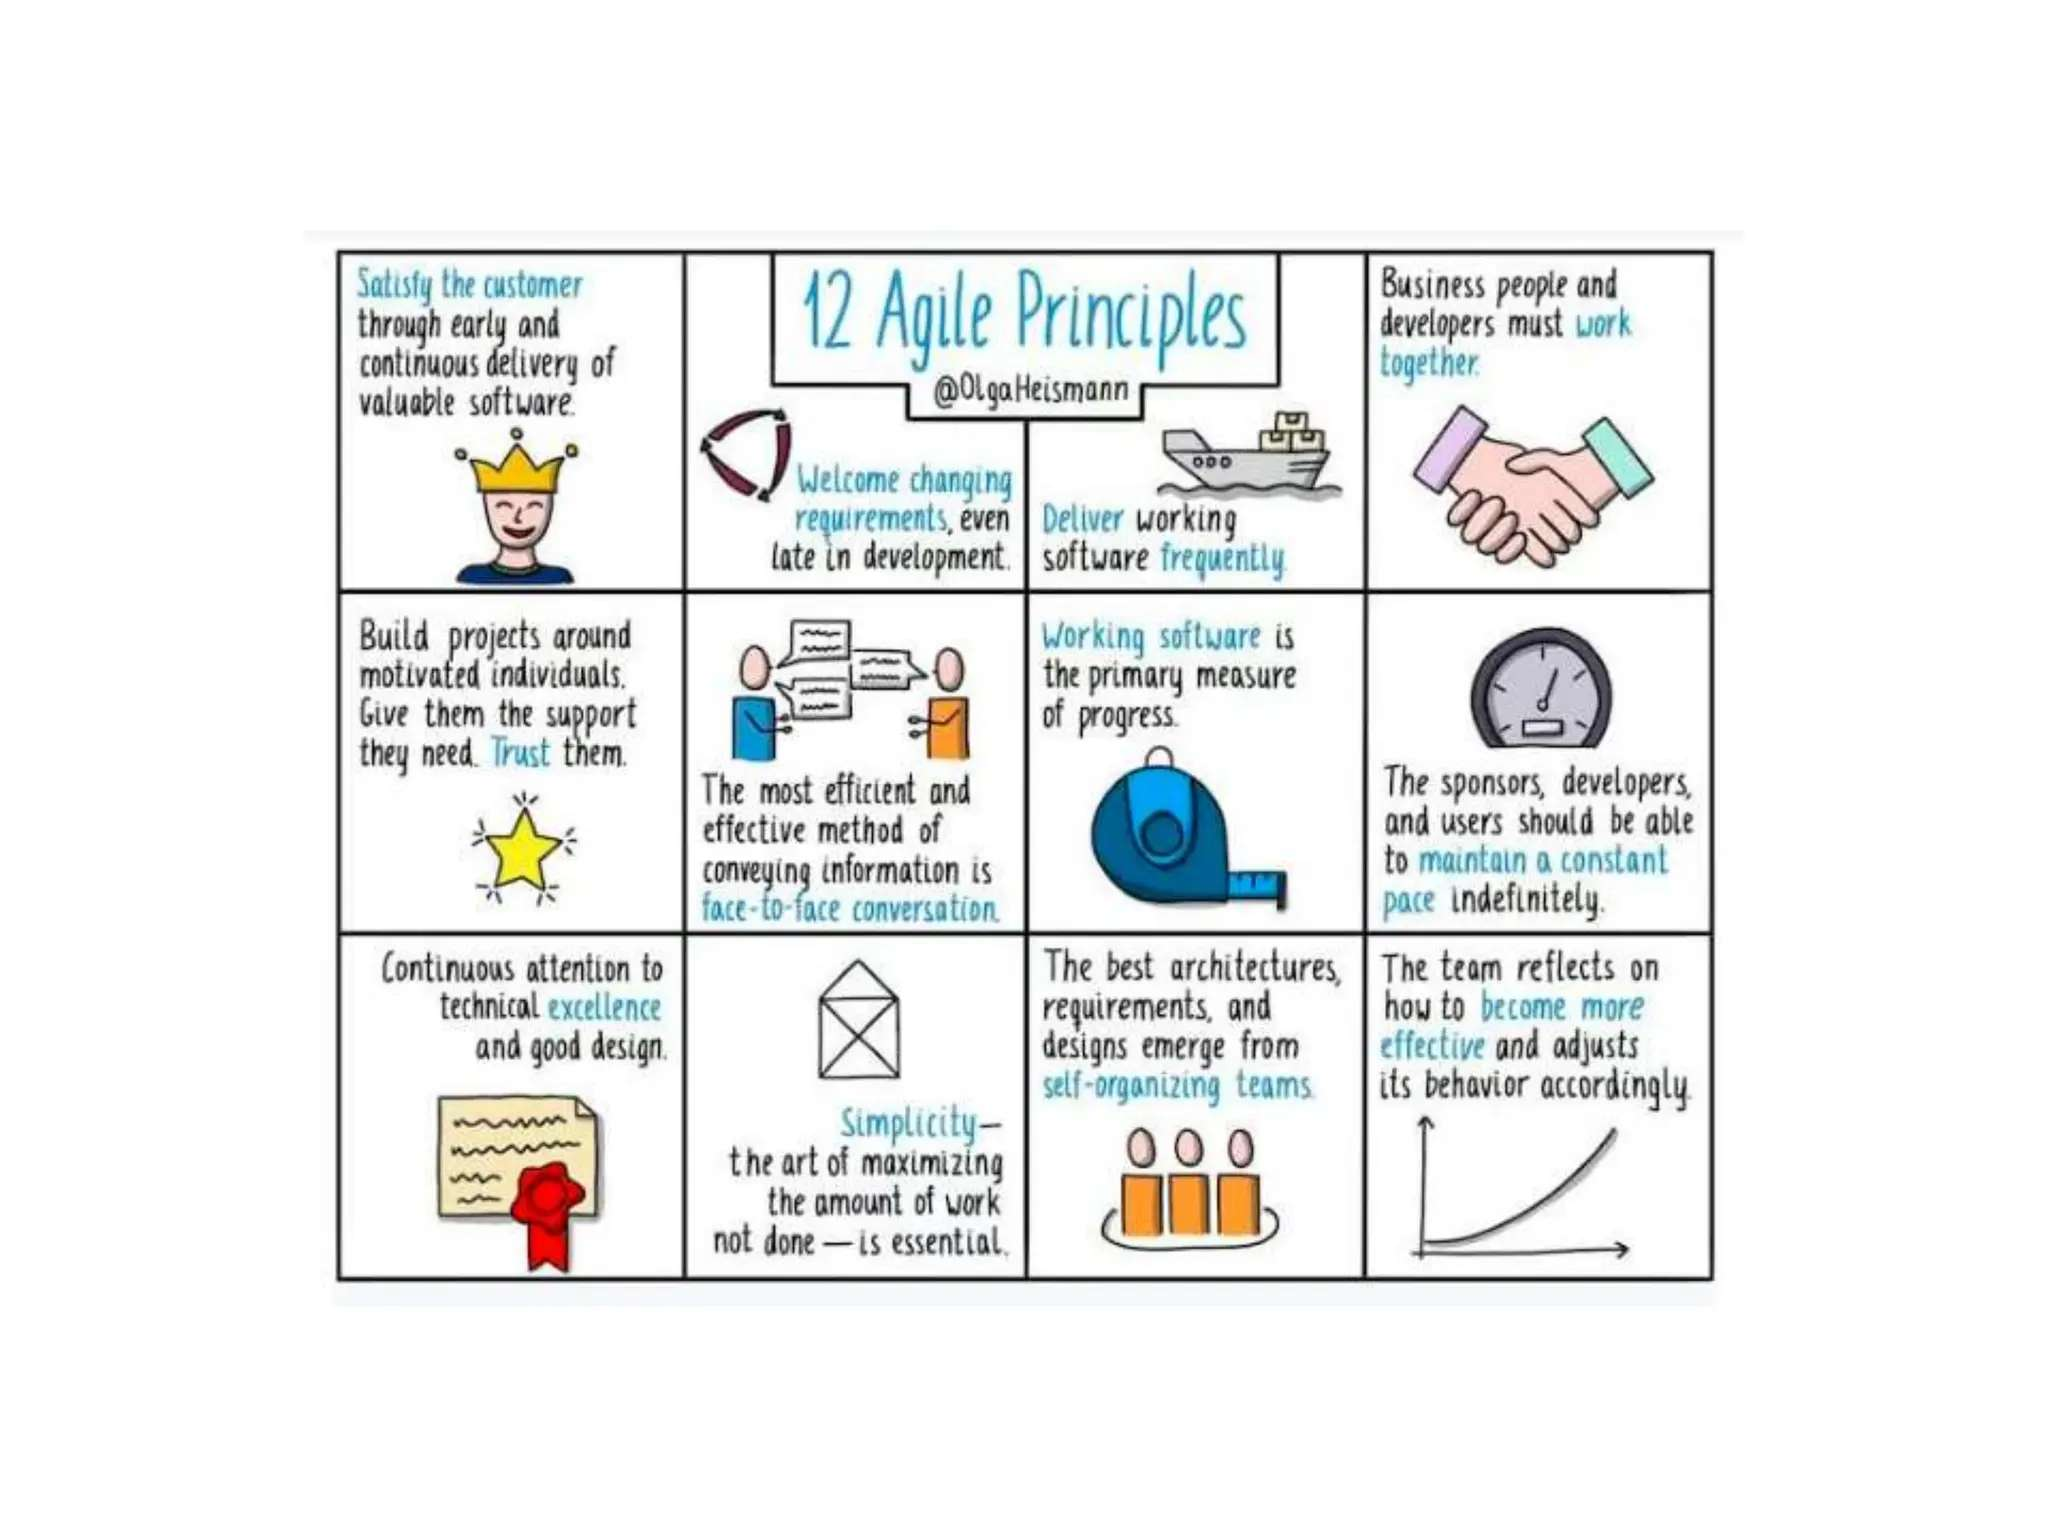 12 Agile Principles
@OlgaHeismann
Satisfy the customer
through early and
continuous delivery of
valuable software.
Welcome changing
requirements, even
late in development.
Deliver working
software frequently.
Business people and
developers must work
together.
Build projects around
motivated individuals.
Give them the support
they need. Trust them.
The most efficient and
effective method of
conveying information is
face-to-face conversation.
Working software is
the primary measure
of progress.
The sponsors, developers,
and users should be able
to maintain a constant
pace indefinitely.
Continuous attention to
technical excellence
and good design.
Simplicity—
the art of maximizing
the amount of work
not done — is essential.
The best architectures,
requirements, and
designs emerge from
self-organizing teams.
The team reflects on
how to become more
effective and adjusts
its behavior accordingly.